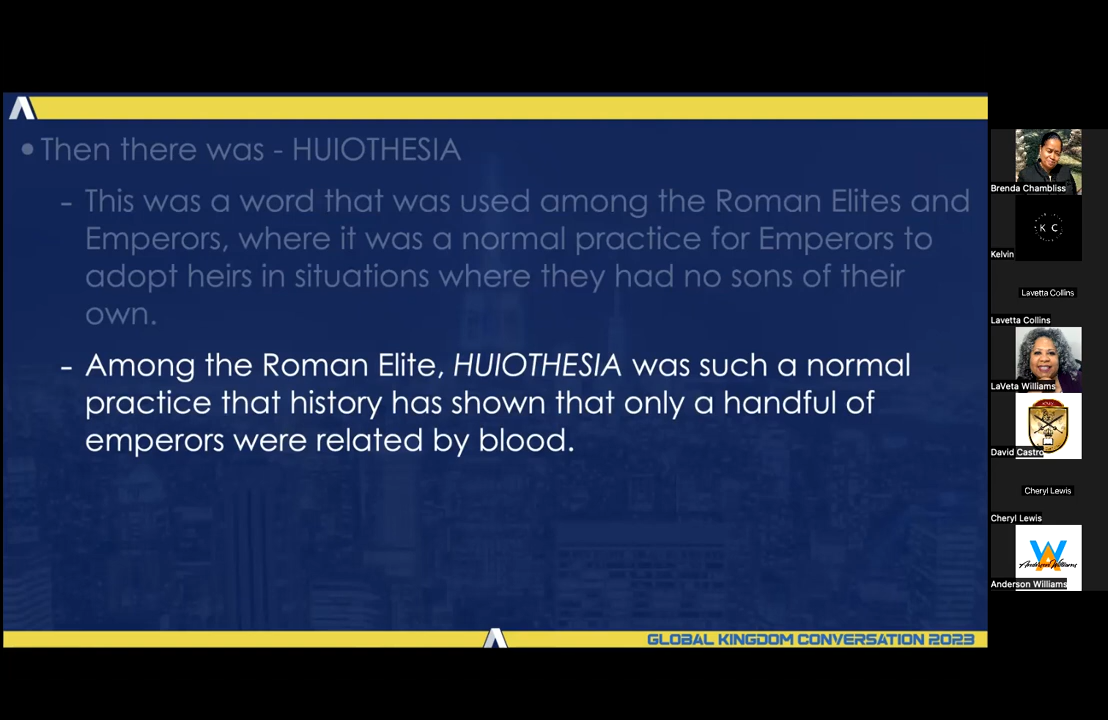 • Then there was - HUIOTHESIA
- This was a word that was used among the Roman Elites and
Emperors, where it was a normal practice for Emperors to
adopt heirs in situations where they had no sons of their
own.
- Among the Roman Elite, HUIOTHESIA was such a normal
practice that history has shown that only a handful of
emperors were related by blood.
GLOBAL KINGDOM CONVERSATION 2023
Brenda Chambliss
K C
Kelvin
Lavetta Collins
Lavetta Collins
LaVeta Williams
David Castro
Cheryl Lewis
Cheryl Lewis
WA
Anderson Williams
Anderson Williams